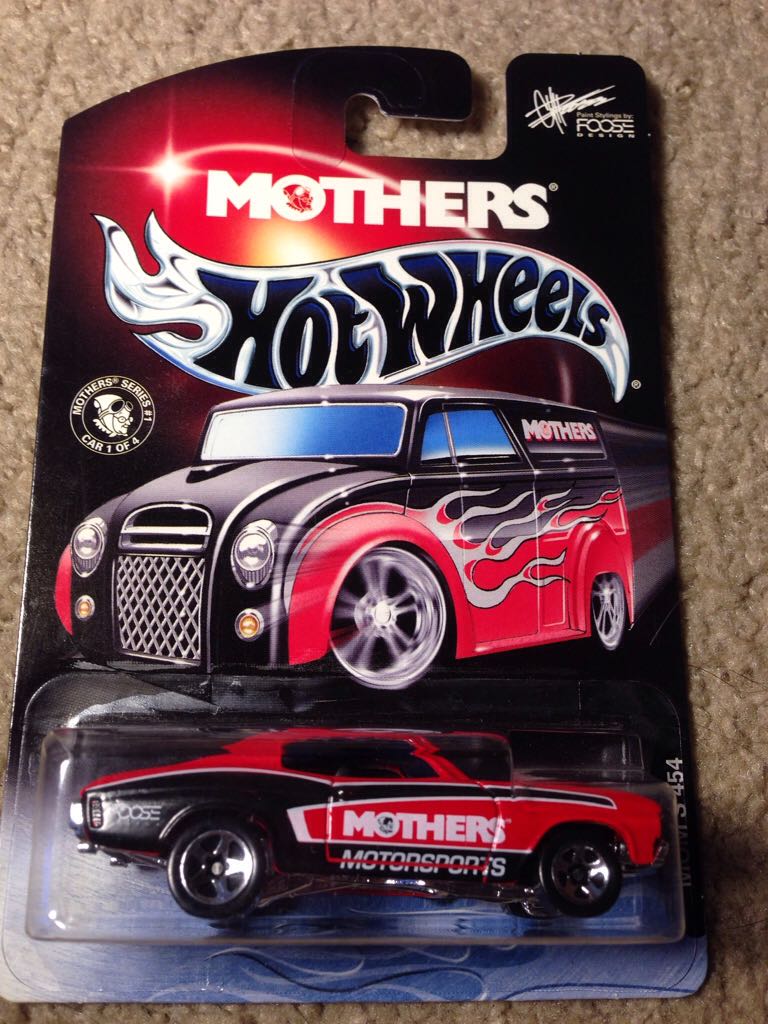 Paint Stylings by:
FOOSE
DESIGN
MOTHERS®
Hot Wheels®
MOTHERS® SERIES #1
CAR 1 OF 4
MOTHERS
FOOSE
MOTHERS
MOTORSPORTS
MOM'S 454